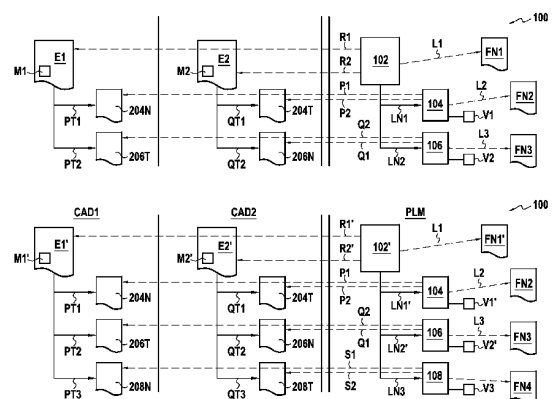 100
R1
L1
E1
E2
R2
102
FN1
M1
M2
P1
L2
104
FN2
P2
204N
204T
LN1
V1
PT1
QT1
Q2
L3
106
206T
206N
Q1
FN3
PT2
QT2
LN2
V2
100
CAD1
CAD2
PLM
R1'
L1
E1'
E2'
R2'
102'
FN1'
M1'
M2'
P1
L2
104
FN2
P2
204N
204T
LN1'
V1'
PT1
QT1
Q2
L3
106
206T
206N
Q1
FN3
PT2
QT2
LN2'
V2'
S1
L3
108
208N
208T
S2
FN4
PT3
QT3
LN3
V3